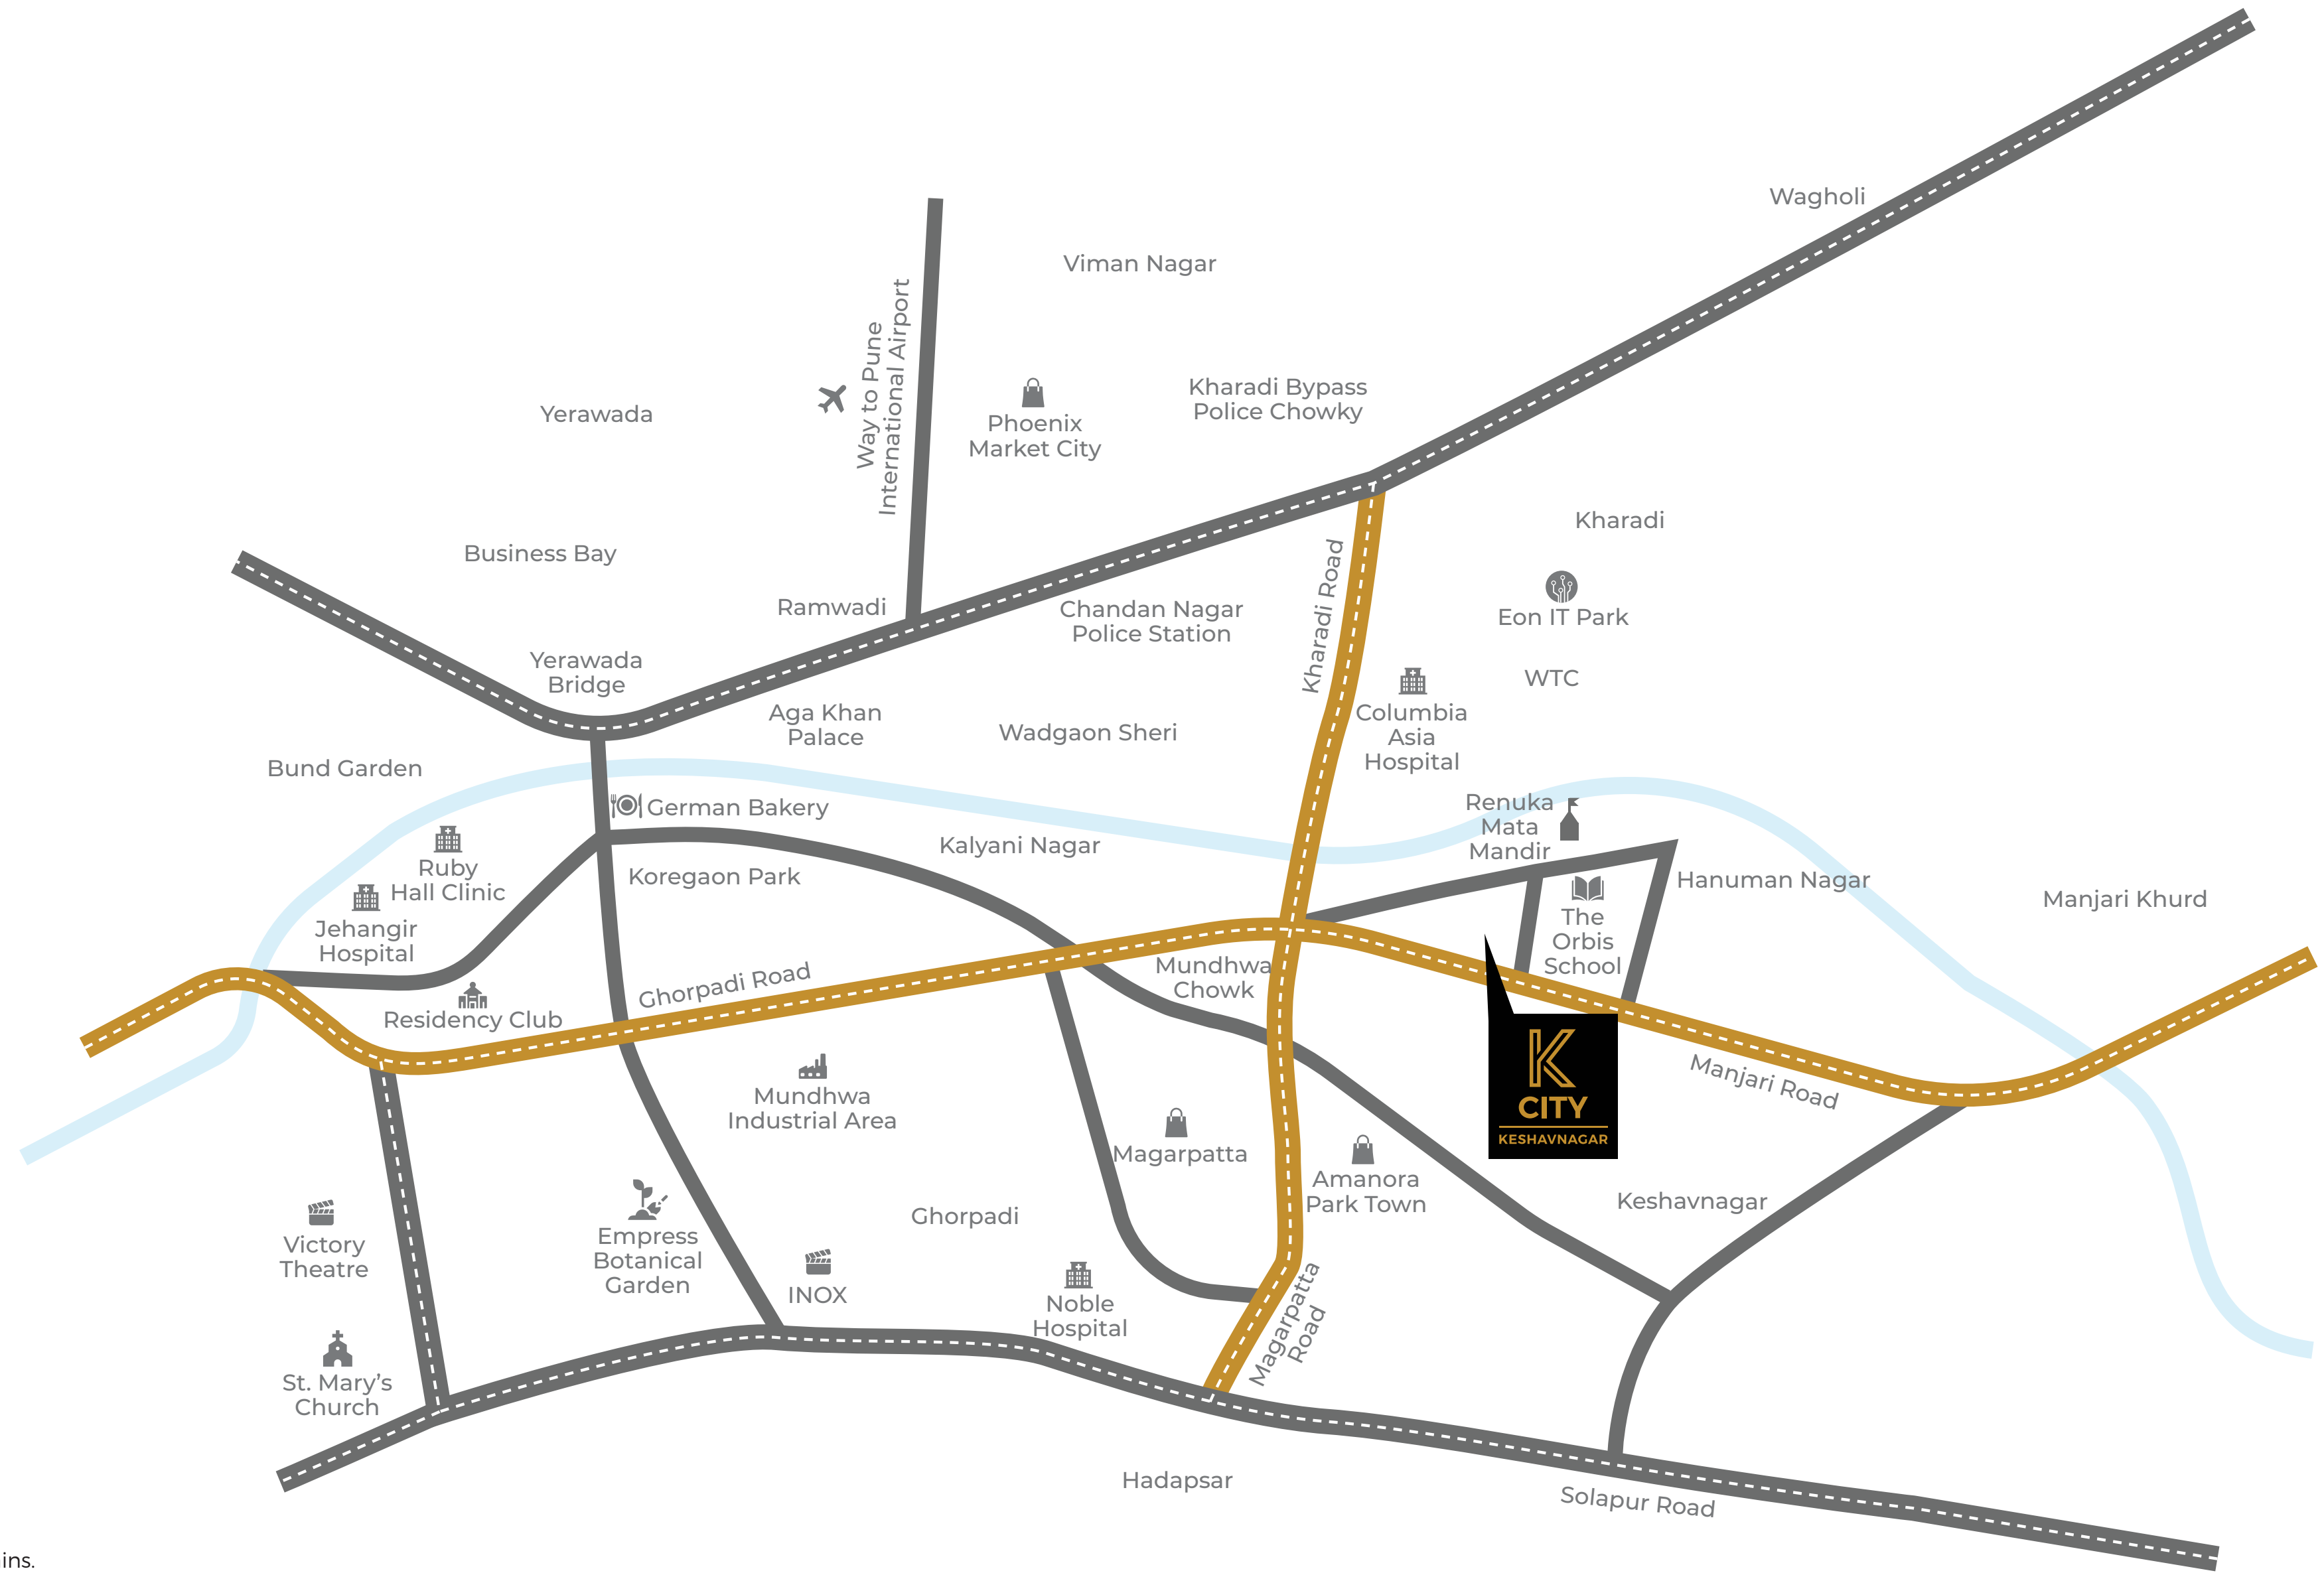 Wagholi
Viman Nagar
Way to Pune
International Airport
Kharadi Bypass
Police Chowky
Yerawada
Phoenix
Market City
Kharadi
Business Bay
Ramwadi
Chandan Nagar
Police Station
Kharadi Road
Eon IT Park
Yerawada
Bridge
WTC
Aga Khan
Palace
Wadgaon Sheri
Columbia
Asia
Hospital
Bund Garden
German Bakery
Renuka
Mata
Mandir
Kalyani Nagar
Ruby
Hall Clinic
Koregaon Park
Hanuman Nagar
Manjari Khurd
Jehangir
Hospital
The
Orbis
School
Ghorpadi Road
Mundhwa
Chowk
Residency Club
K
CITY
KESHAVNAGAR
Manjari Road
Mundhwa
Industrial Area
Magarpatta
Amanora
Park Town
Keshavnagar
Ghorpadi
Victory
Theatre
Empress
Botanical
Garden
INOX
Noble
Hospital
Magarpatta
Road
St. Mary's
Church
Hadapsar
Solapur Road
ins.